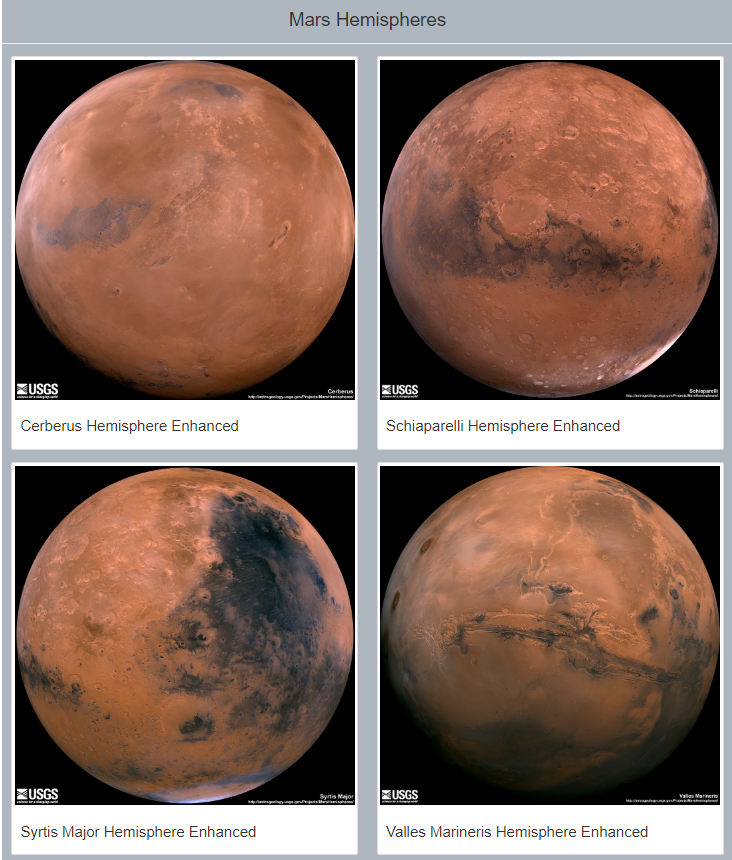 Mars Hemispheres
USGS
science for a changing world
Cerberus
http://astrogeology.usgs.gov/Projects/MarsHemispheres/
USGS
science for a changing world
Schiaparelli
http://astrogeology.usgs.gov/Projects/MarsHemispheres/
Cerberus Hemisphere Enhanced
Schiaparelli Hemisphere Enhanced
USGS
science for a changing world
Syrtis Major
http://astrogeology.usgs.gov/Projects/MarsHemispheres/
USGS
science for a changing world
Valles Marineris
http://astrogeology.usgs.gov/Projects/MarsHemispheres/
Syrtis Major Hemisphere Enhanced
Valles Marineris Hemisphere Enhanced